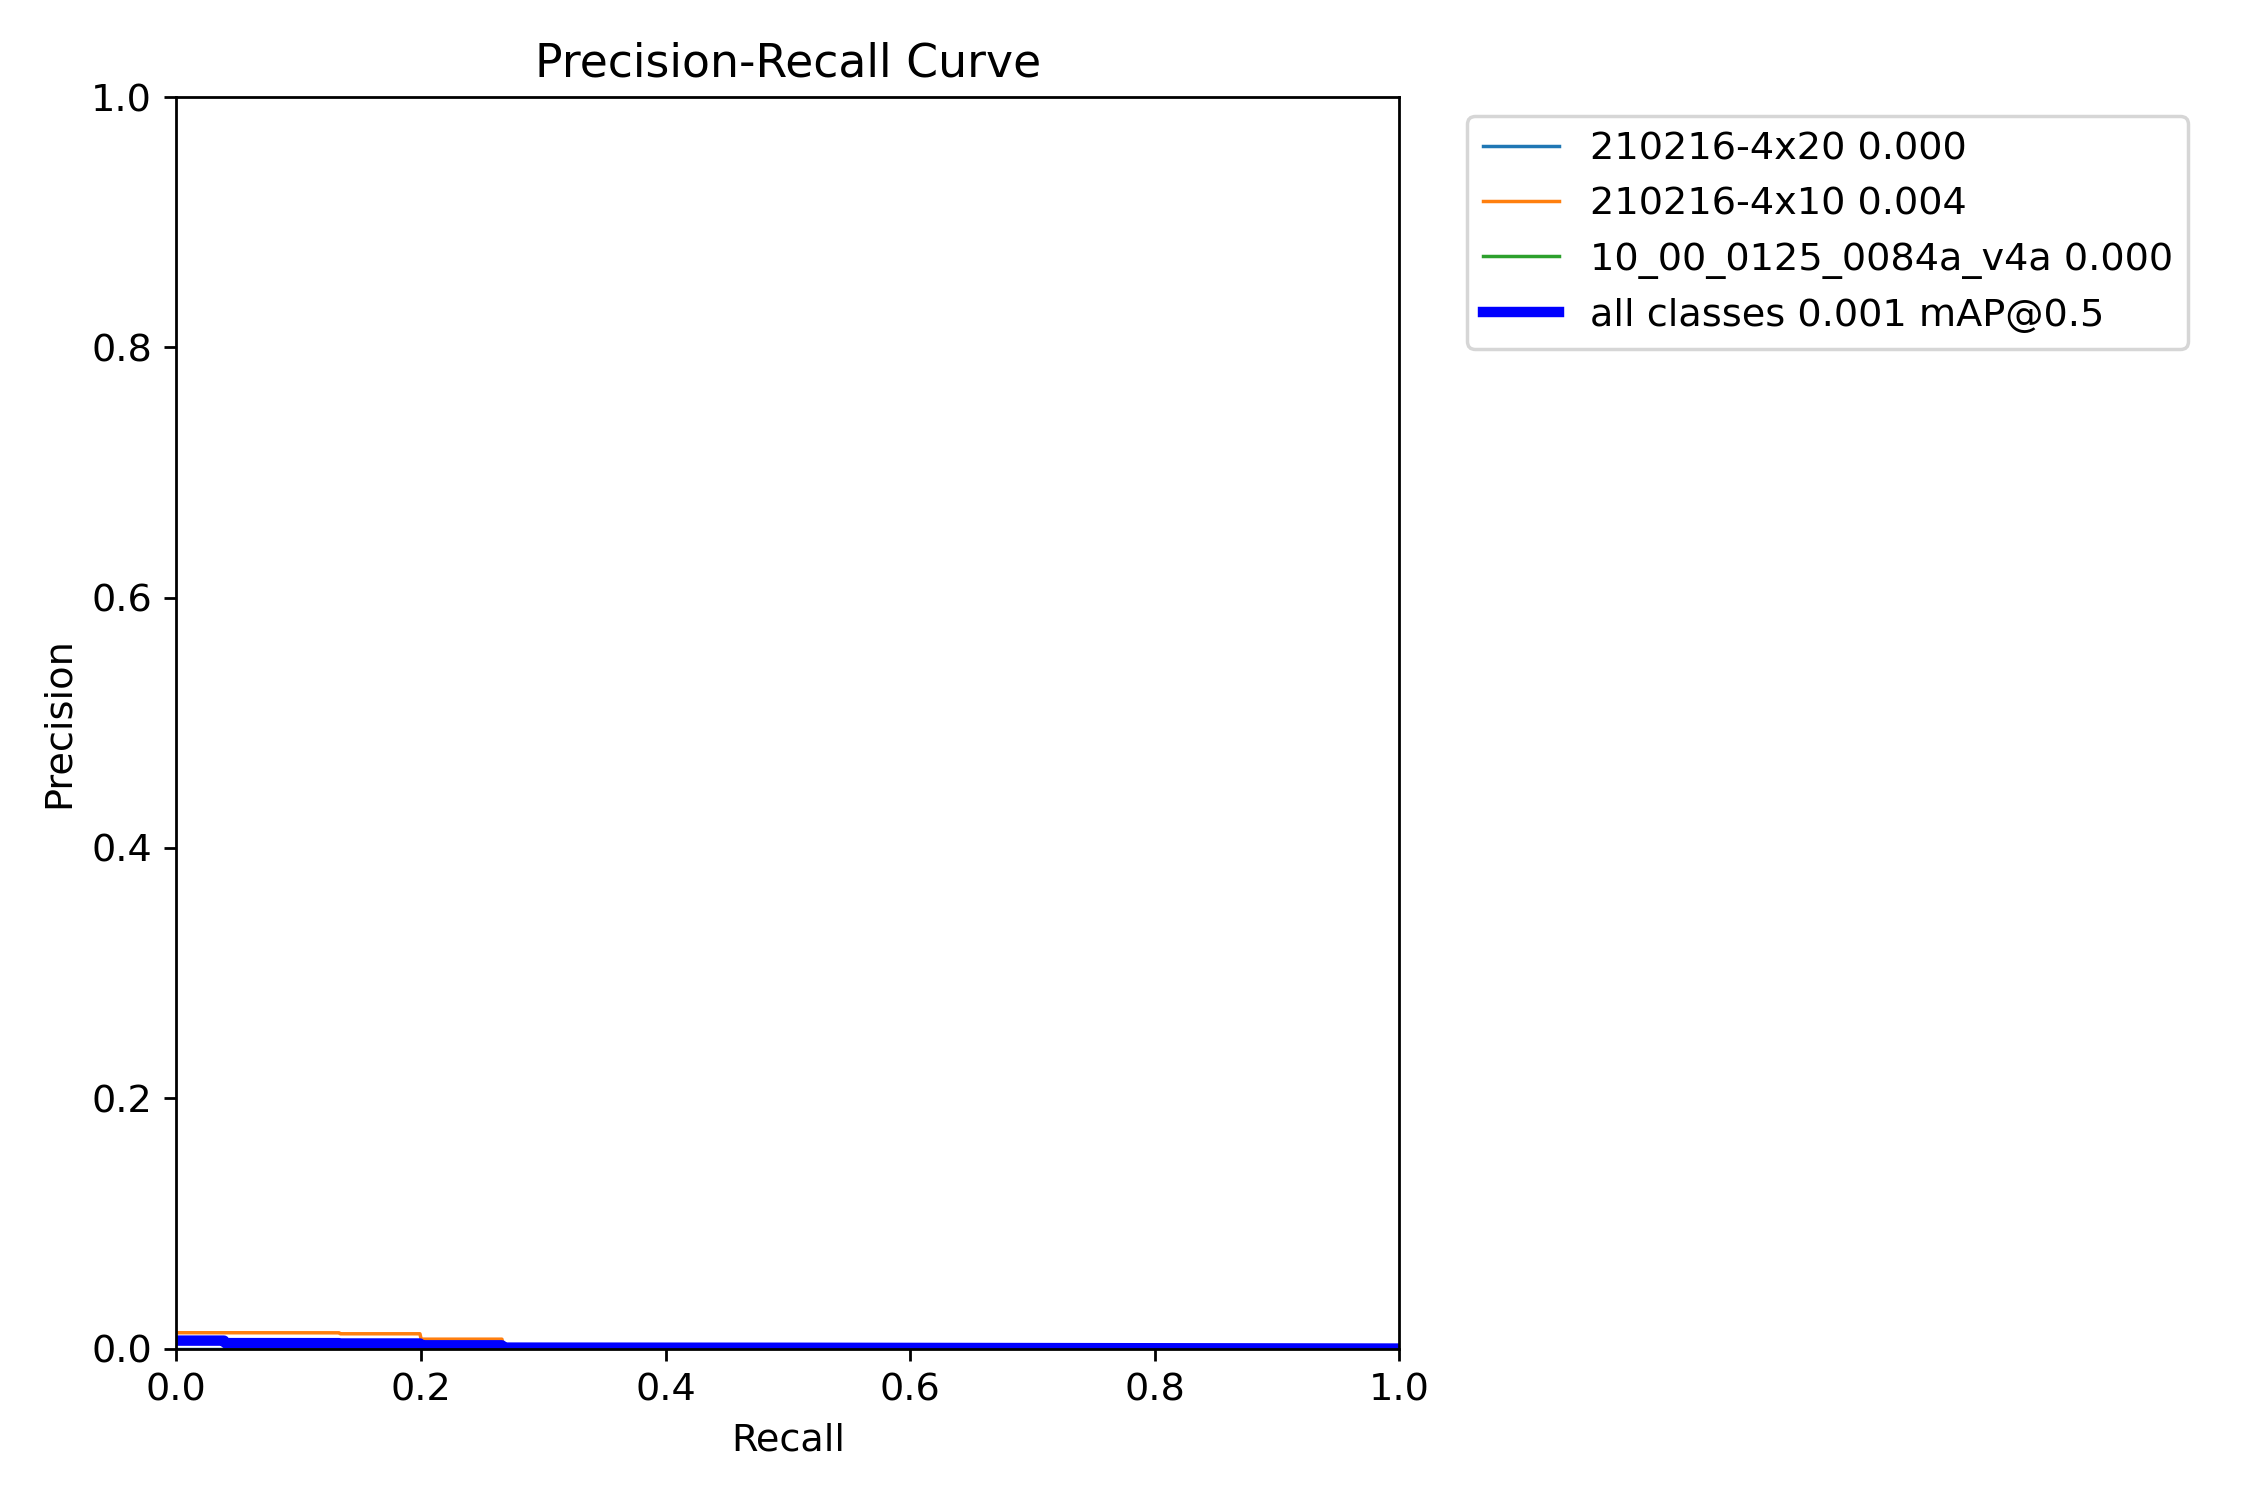 Precision-Recall Curve
1.0
0.8
0.6
0.4
0.2
0.0
Precision
0.0 0.2 0.4 0.6 0.8 1.0
Recall
210216-4x20 0.000
210216-4x10 0.004
10_00_0125_0084a_v4a 0.000
all classes 0.001 mAP@0.5